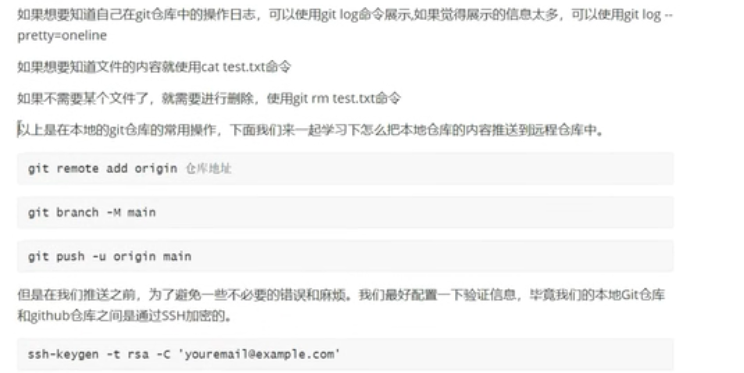 如果想要知道自己在git仓库中的操作日志，可以使用git log命令展示,如果觉得展示的信息太多，可以使用git log --
pretty=oneline
如果想要知道文件的内容就使用cat test.txt命令
如果不需要某个文件了，就需要进行删除，使用git rm test.txt命令
以上是在本地的git仓库的常用操作，下面我们来一起学习下怎么把本地仓库的内容推送到远程仓库中。
git remote add origin 仓库地址
git branch -M main
git push -u origin main
但是在我们推送之前，为了避免一些不必要的错误和麻烦。我们最好配置一下验证信息，毕竟我们的本地Git仓库
和github仓库之间是通过SSH加密的。
ssh-keygen -t rsa -C 'youremail@example.com'